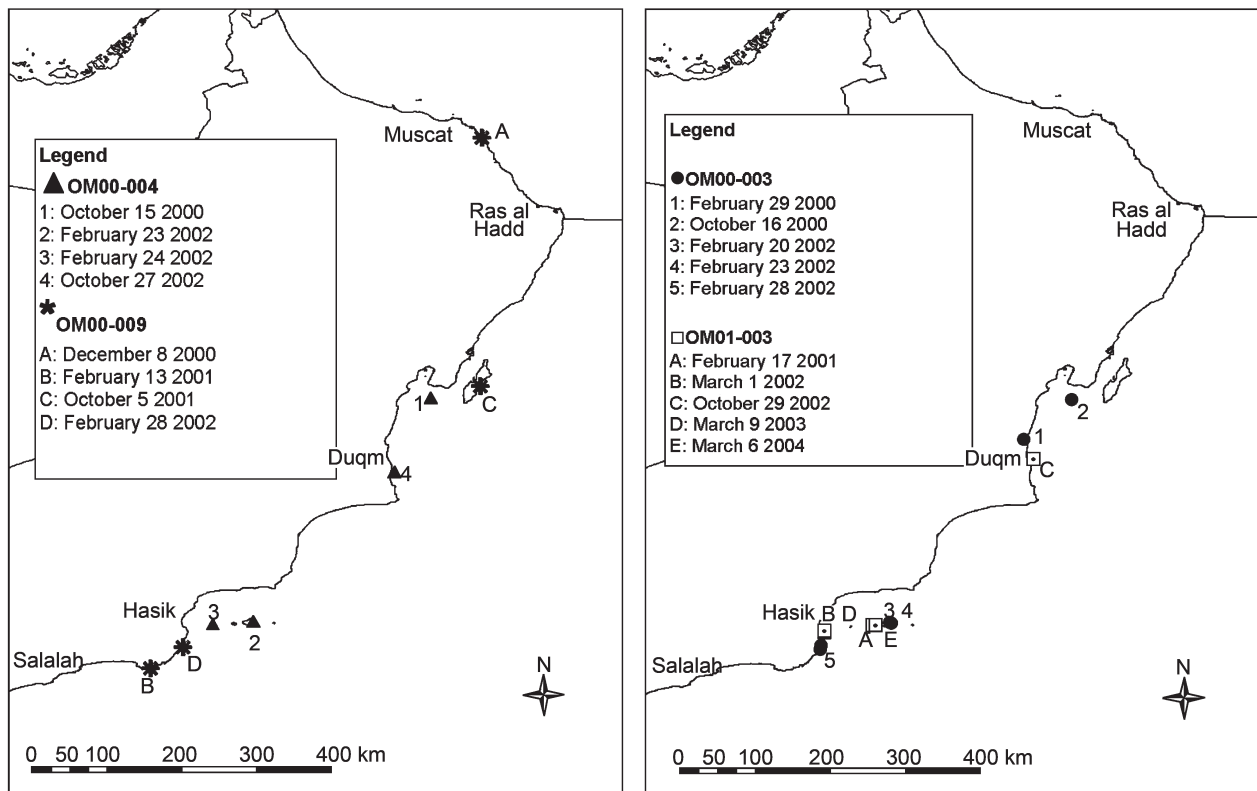 Muscat
A
Legend
OM00-004
1: October 15 2000
2: February 23 2002
3: February 24 2002
4: October 27 2002
OM00-009
A: December 8 2000
B: February 13 2001
C: October 5 2001
D: February 28 2002
Ras al
Hadd
1
C
Duqm
4
Hasik
3
2
Salalah
D
B
N
0 50 100 200 300 400 km
Muscat
Legend
OM00-003
1: February 29 2000
2: October 16 2000
3: February 20 2002
4: February 23 2002
5: February 28 2002
OM01-003
A: February 17 2001
B: March 1 2002
C: October 29 2002
D: March 9 2003
E: March 6 2004
Ras al
Hadd
2
1
Duqm
C
Hasik B D 3 4
A E
5
Salalah
N
0 50 100 200 300 400 km